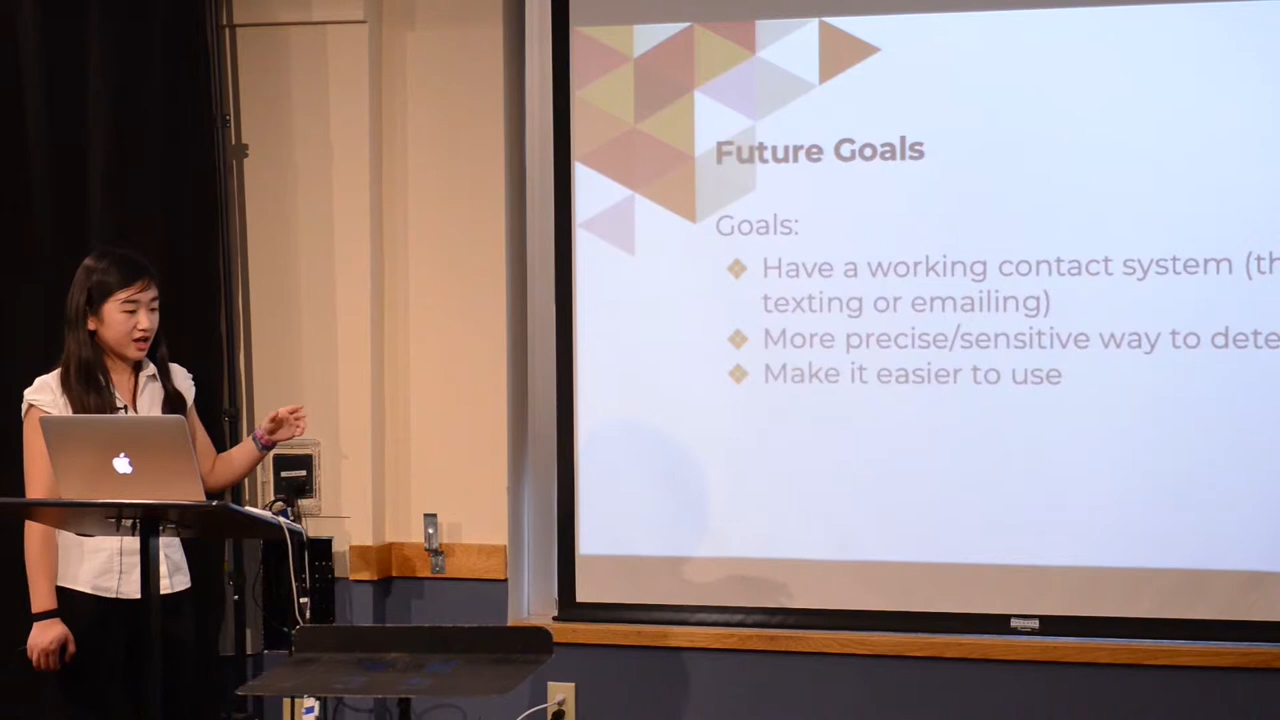 Future Goals
Goals:
Have a working contact system (th
texting or emailing)
More precise/sensitive way to dete
Make it easier to use